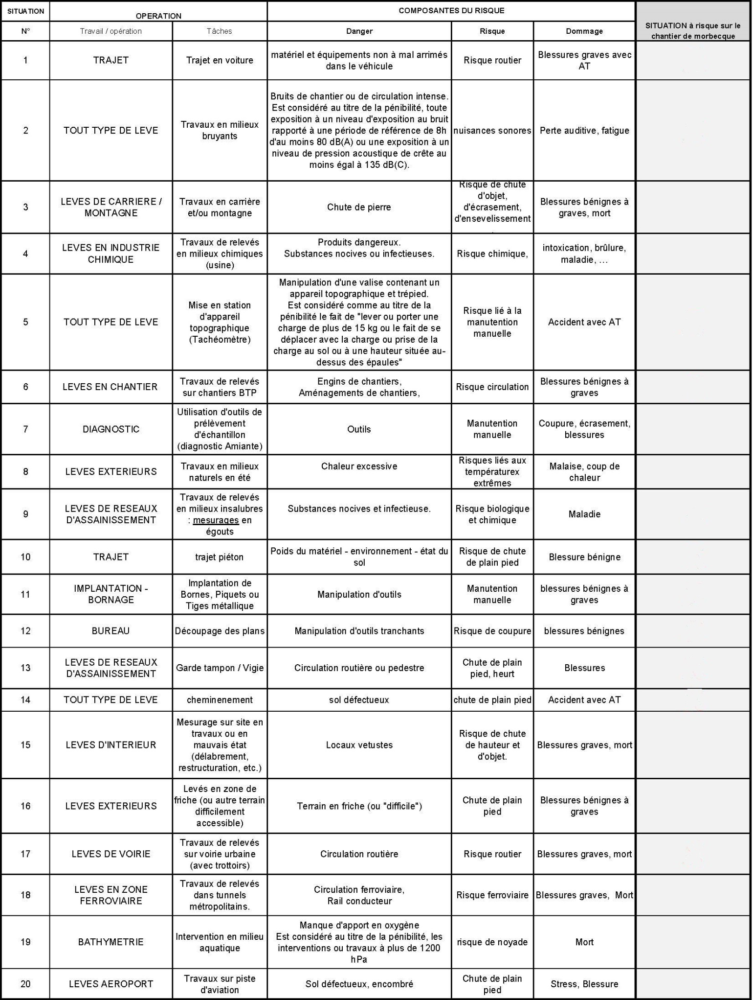 SITUATION
OPERATION
COMPOSANTES DU RISQUE
SITUATION à risque sur le
chantier de morbecque
N°
Travail / opération
Tâches
Danger
Risque
Dommage
1
TRAJET
Trajet en voiture
matériel et équipements non à mal arrimés
dans le véhicule
Risque routier
Blessures graves avec
AT
2
TOUT TYPE DE LEVE
Travaux en milieux
bruyants
Bruits de chantier ou de circulation intense.
Est considéré au titre de la pénibilité, toute
exposition à un niveau d'exposition au bruit
rapporté à une période de référence de 8h
d'au moins 80 dB(A) ou une exposition à un
niveau de pression acoustique de crête au
moins égal à 135 dB(C).
nuisances sonores
Perte auditive, fatigue
3
LEVES DE CARRIERE /
MONTAGNE
Travaux en carrière
et/ou montagne
Chute de pierre
Risque de chute
d'objet,
d'écrasement,
d'ensevelissement
Blessures bénignes à
graves, mort
4
LEVES EN INDUSTRIE
CHIMIQUE
Travaux de relevés
en milieux chimiques
(usine)
Produits dangereux.
Substances nocives ou infectieuses.
Risque chimique,
intoxication, brûlure,
maladie, ...
5
TOUT TYPE DE LEVE
Mise en station
d'appareil
topographique
(Tachéomètre)
Manipulation d'une valise contenant un
appareil topographique et trépied.
Est considéré comme au titre de la
pénibilité le fait de "lever ou porter une
charge de plus de 15 kg ou le fait de se
déplacer avec la charge ou prise de la
charge au sol ou à une hauteur située au-
dessus des épaules"
Risque lié à la
manutention
manuelle
Accident avec AT
6
LEVES EN CHANTIER
Travaux de relevés
sur chantiers BTP
Engins de chantiers,
Aménagements de chantiers,
Risque circulation
Blessures bénignes à
graves
7
DIAGNOSTIC
Utilisation d'outils de
prélèvement
d'échantillon
(diagnostic Amiante)
Outils
Manutention
manuelle
Coupure, écrasement,
blessures
8
LEVES EXTERIEURS
Travaux en milieux
naturels en été
Chaleur excessive
Risques liés aux
températurex
extrêmes
Malaise, coup de
chaleur
9
LEVES DE RESEAUX
D'ASSAINISSEMENT
Travaux de relevés
en milieux insalubres
: mesurages en
égouts
Substances nocives et infectieuse.
Risque biologique
et chimique
Maladie
10
TRAJET
trajet piéton
Poids du matériel - environnement - état du
sol
Risque de chute
de plain pied
Blessure bénigne
11
IMPLANTATION -
BORNAGE
Implantation de
Bornes, Piquets ou
Tiges métallique
Manipulation d'outils
Manutention
manuelle
blessures bénignes à
graves
12
BUREAU
Découpage des plans
Manipulation d'outils tranchants
Risque de coupure
blessures bénignes
13
LEVES DE RESEAUX
D'ASSAINISSEMENT
Garde tampon / Vigie
Circulation routière ou pedestre
Chute de plain
pied, heurt
Blessures
14
TOUT TYPE DE LEVE
cheminenement
sol défectueux
chute de plain pied
Accident avec AT
15
LEVES D'INTERIEUR
Mesurage sur site en
travaux ou en
mauvais état
(délabrement,
restructuration, etc.)
Locaux vetustes
Risque de chute
de hauteur et
d'objet.
Blessures graves, mort
16
LEVES EXTERIEURS
Levés en zone de
friche (ou autre terrain
difficilement
accessible)
Terrain en friche (ou "difficile")
Chute de plain
pied
Blessures bénignes à
graves
17
LEVES DE VOIRIE
Travaux de relevés
sur voirie urbaine
(avec trottoirs)
Circulation routière
Risque routier
Blessures graves, mort
18
LEVES EN ZONE
FERROVIAIRE
Travaux de relevés
dans tunnels
métropolitains.
Circulation ferroviaire,
Rail conducteur
Risque ferroviaire
Blessures graves, Mort
19
BATHYMETRIE
Intervention en milieu
aquatique
Manque d'apport en oxygène
Est considéré au titre de la pénibilité, les
interventions ou travaux à plus de 1200
hPa
risque de noyade
Mort
20
LEVES AEROPORT
Travaux sur piste
d'aviation
Sol défectueux, encombré
Chute de plain
pied
Stress, Blessure